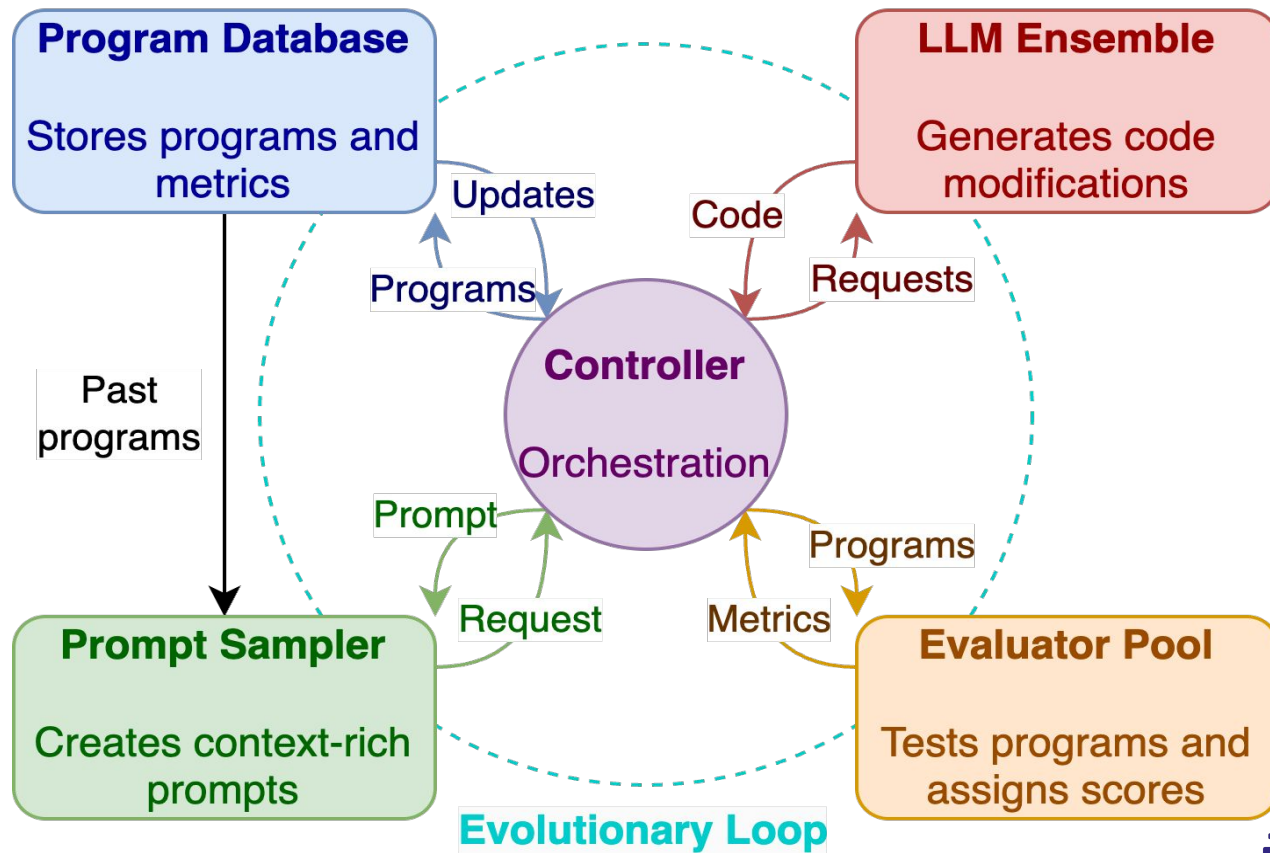 Program Database
Stores programs and
metrics
LLM Ensemble
Generates code
modifications
Updates
Programs
Code
Requests
Controller
Orchestration
Past
programs
Prompt
Request
Programs
Metrics
Prompt Sampler
Creates context-rich
prompts
Evaluator Pool
Tests programs and
assigns scores
Evolutionary Loop